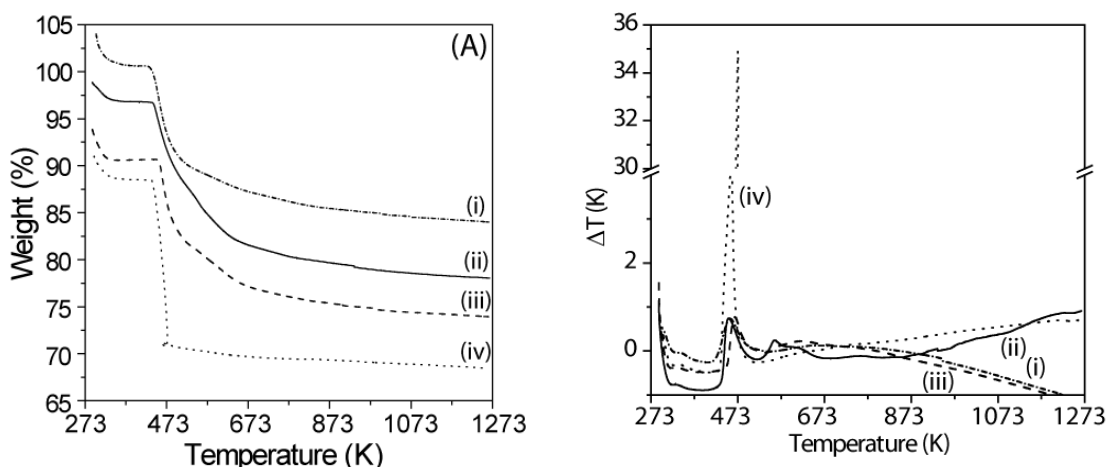 105
100
95
90
85
80
75
70
65
Weight (%)
(A)
(i)
(ii)
(iii)
(iv)
273 473 673 873 1073 1273
Temperature (K)
36
34
32
30
2
0
ΔT (K)
(iv)
(ii)
(i)
(iii)
273 473 673 873 1073 1273
Temperature (K)